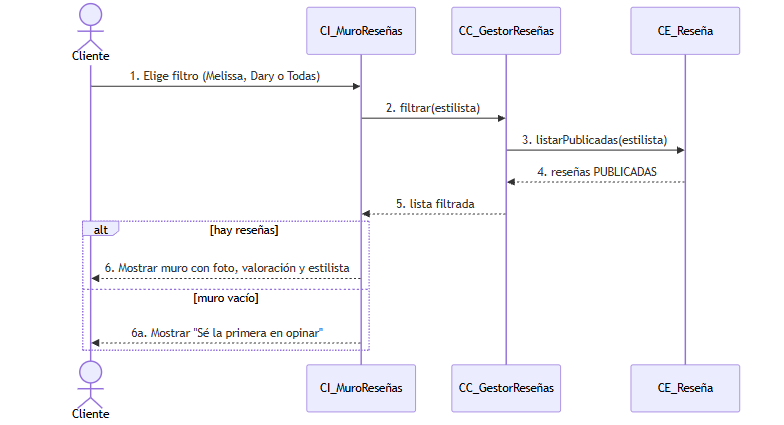 Cliente
CI_MuroReseñas
CC_GestorReseñas
CE_Reseña
1. Elige filtro (Melissa, Dary o Todas)
2. filtrar(estilista)
3. listarPublicadas(estilista)
4. reseñas PUBLICADAS
5. lista filtrada
alt
[hay reseñas]
6. Mostrar muro con foto, valoración y estilista
[muro vacío]
6a. Mostrar "Sé la primera en opinar"
Cliente
CI_MuroReseñas
CC_GestorReseñas
CE_Reseña